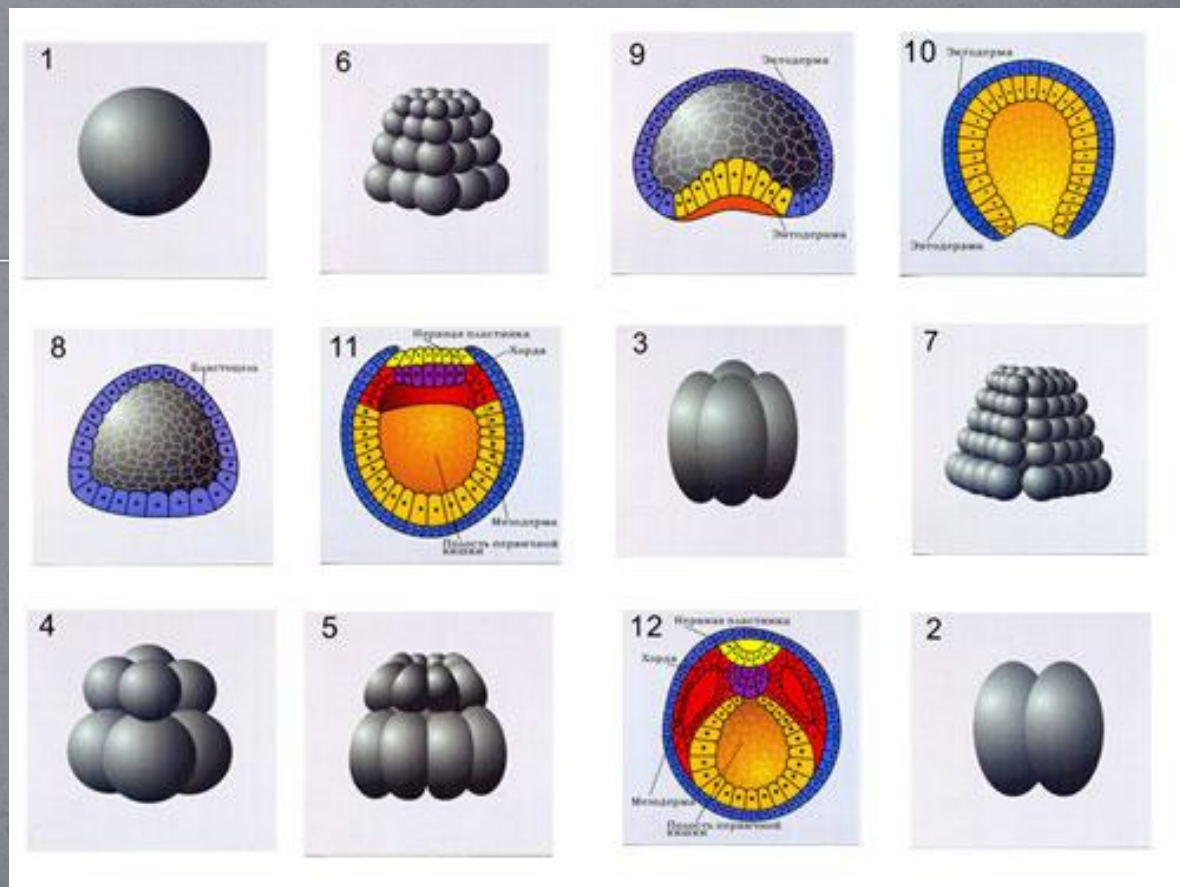 1
6
9
Эктодерма
Энтодерма
10
Эктодерма
Энтодерма
8
Бластоцель
11
Нервная пластинка
Хорда
Мезодерма
Полость первичной
кишки
3
7
4
5
12
Нервная пластинка
Хорда
Мезодерма
Полость первичной
кишки
2